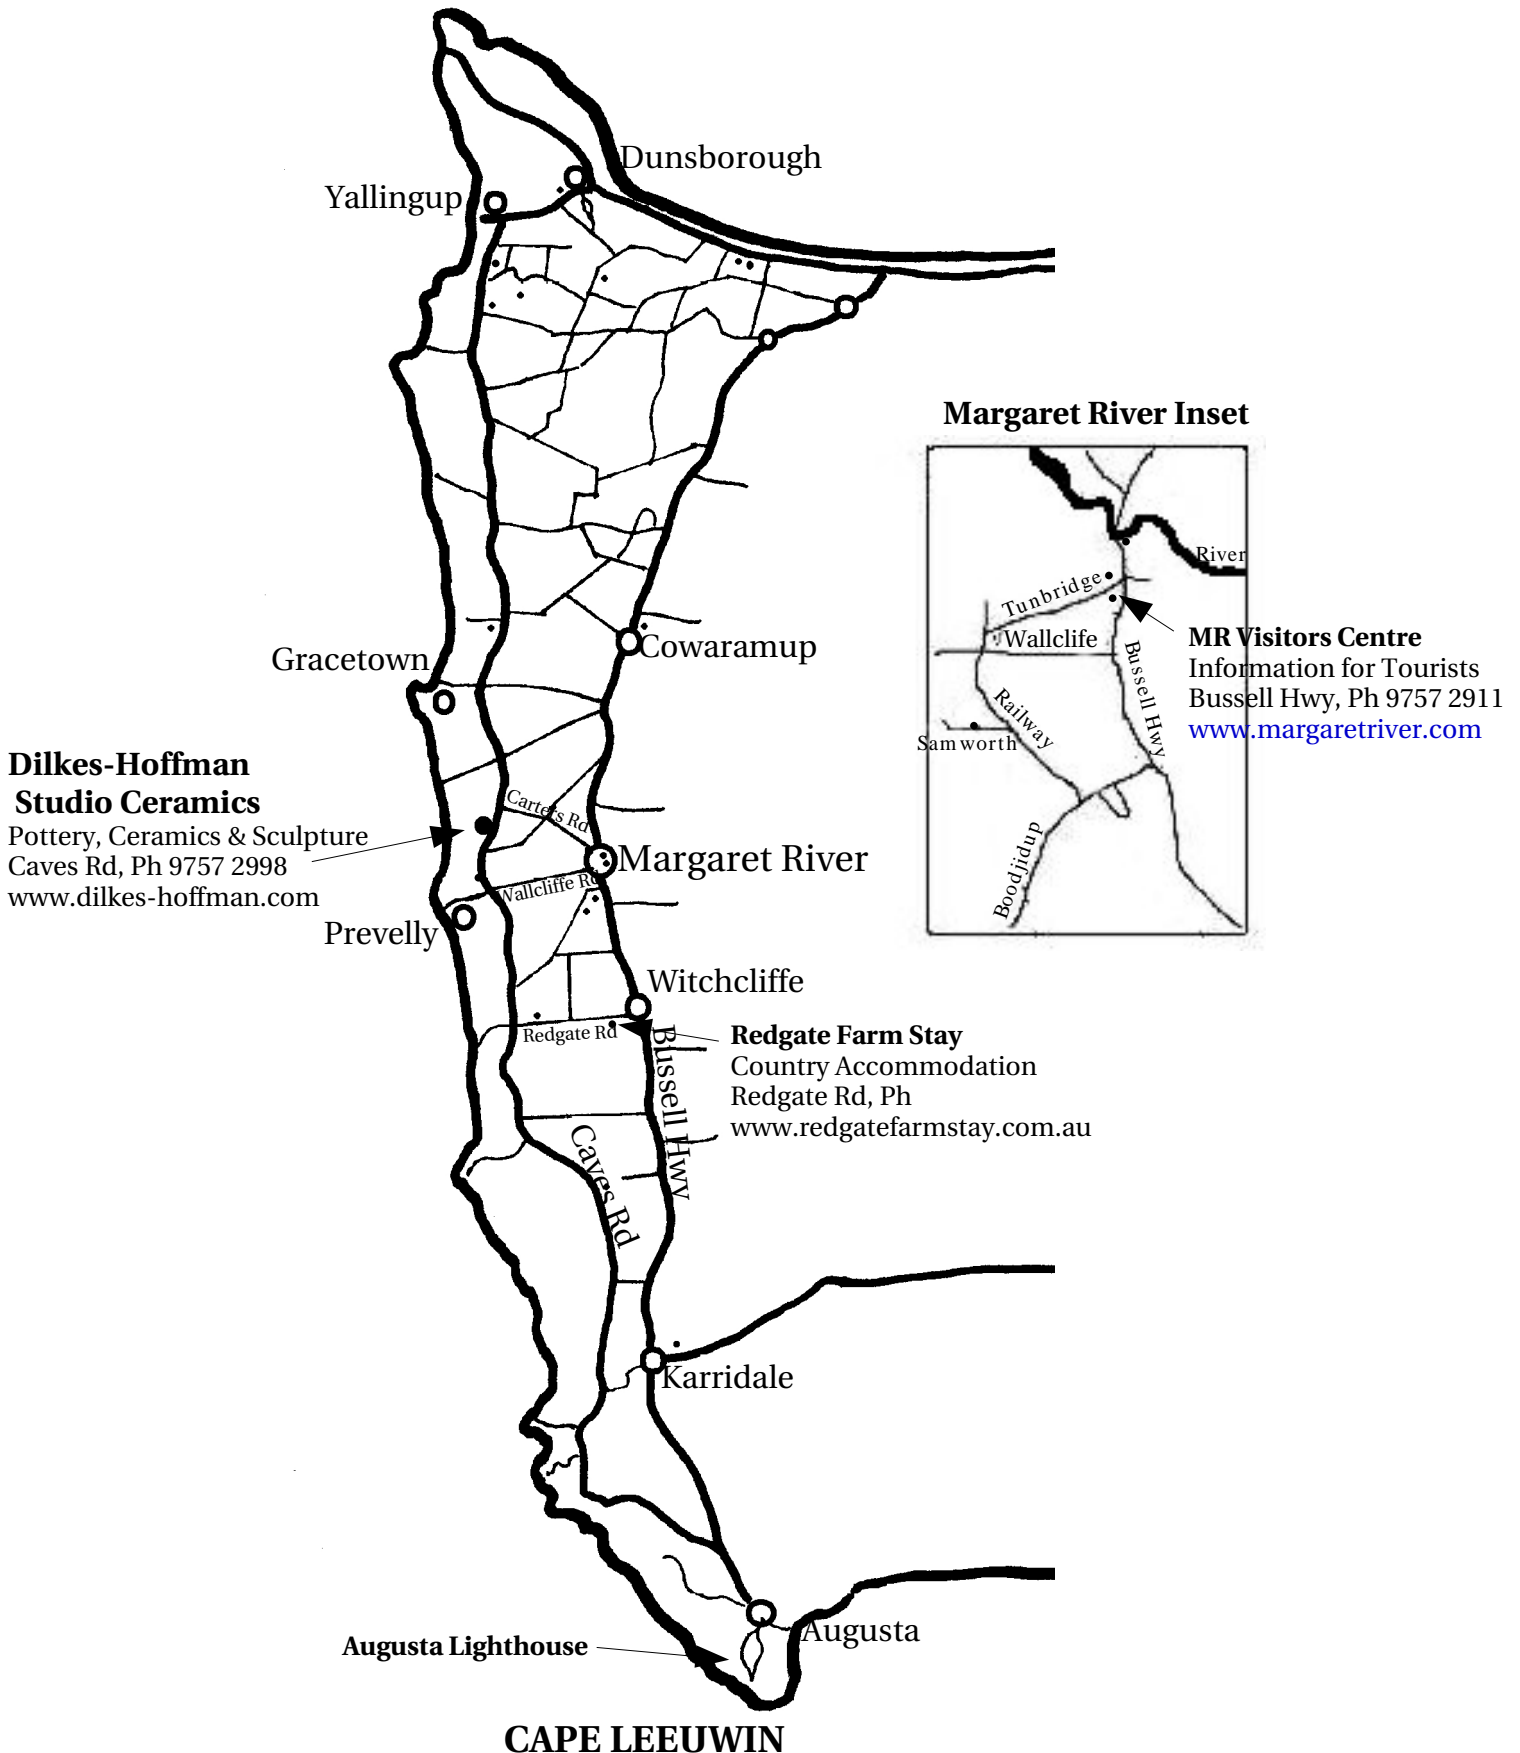 Dunsborough
Yallingup
Margaret River Inset
River
Tunbridge
Wallclife
MR Visitors Centre
Information for Tourists
Bussell Hwy, Ph 9757 2911
www.margaretriver.com
Bussell Hwy
Railway
Samworth
Boodjidup
Cowaramup
Gracetown
Dilkes-Hoffman
Studio Ceramics
Pottery, Ceramics & Sculpture
Caves Rd, Ph 9757 2998
www.dilkes-hoffman.com
Carters Rd
Margaret River
Wallcliffe Rd
Prevelly
Witchcliffe
Redgate Rd
Redgate Farm Stay
Country Accommodation
Redgate Rd, Ph
www.redgatefarmstay.com.au
Bussell Hwy
Caves Rd
Karridale
Augusta
Augusta Lighthouse
CAPE LEEUWIN